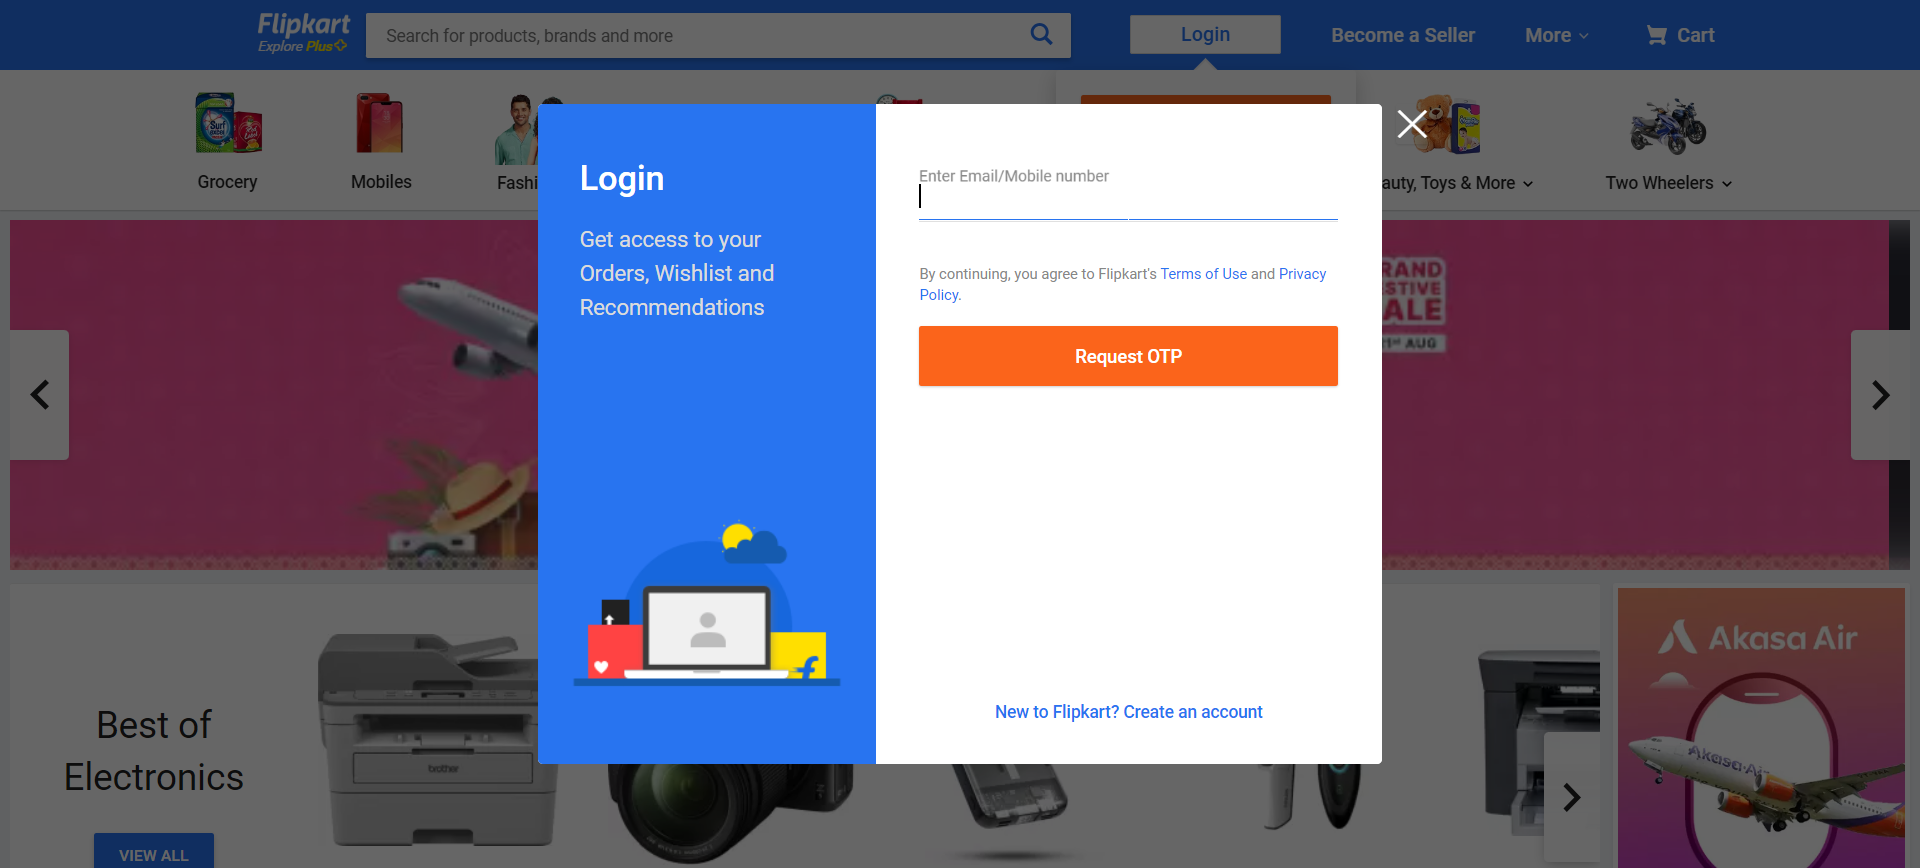 Flipkart
Explore Plus
Search for products, brands and more
Login
Become a Seller
More
Cart
Surf
Grocery
Mobiles
Fashi
auty, Toys & More
Two Wheelers
Login
Get access to your
Orders, Wishlist and
Recommendations
Enter Email/Mobile number
By continuing, you agree to Flipkart's Terms of Use and Privacy
Policy.
Request OTP
New to Flipkart? Create an account
RAND
STIVE
ALE
21st AUG
Best of
Electronics
VIEW ALL
brother
Akasa Air
Akasa Air